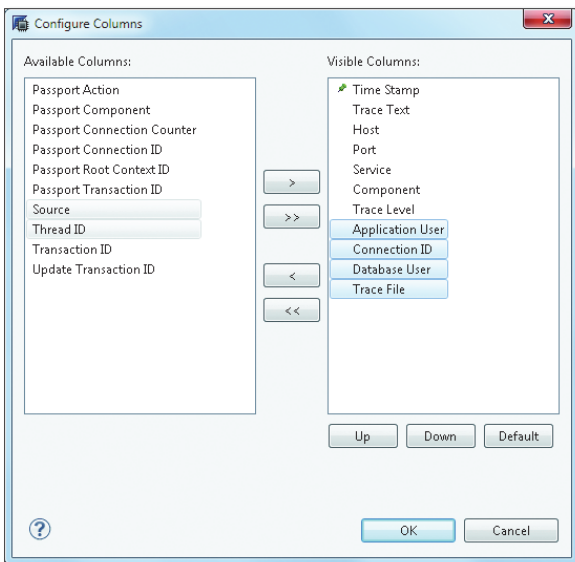 Configure Columns
X
Available Columns:
Passport Action
Passport Component
Passport Connection Counter
Passport Connection ID
Passport Root Context ID
Passport Transaction ID
Source
Thread ID
Transaction ID
Update Transaction ID
>
>>
<
<<
Visible Columns:
Time Stamp
Trace Text
Host
Port
Service
Component
Trace Level
Application User
Connection ID
Database User
Trace File
Up
Down
Default
?
OK
Cancel